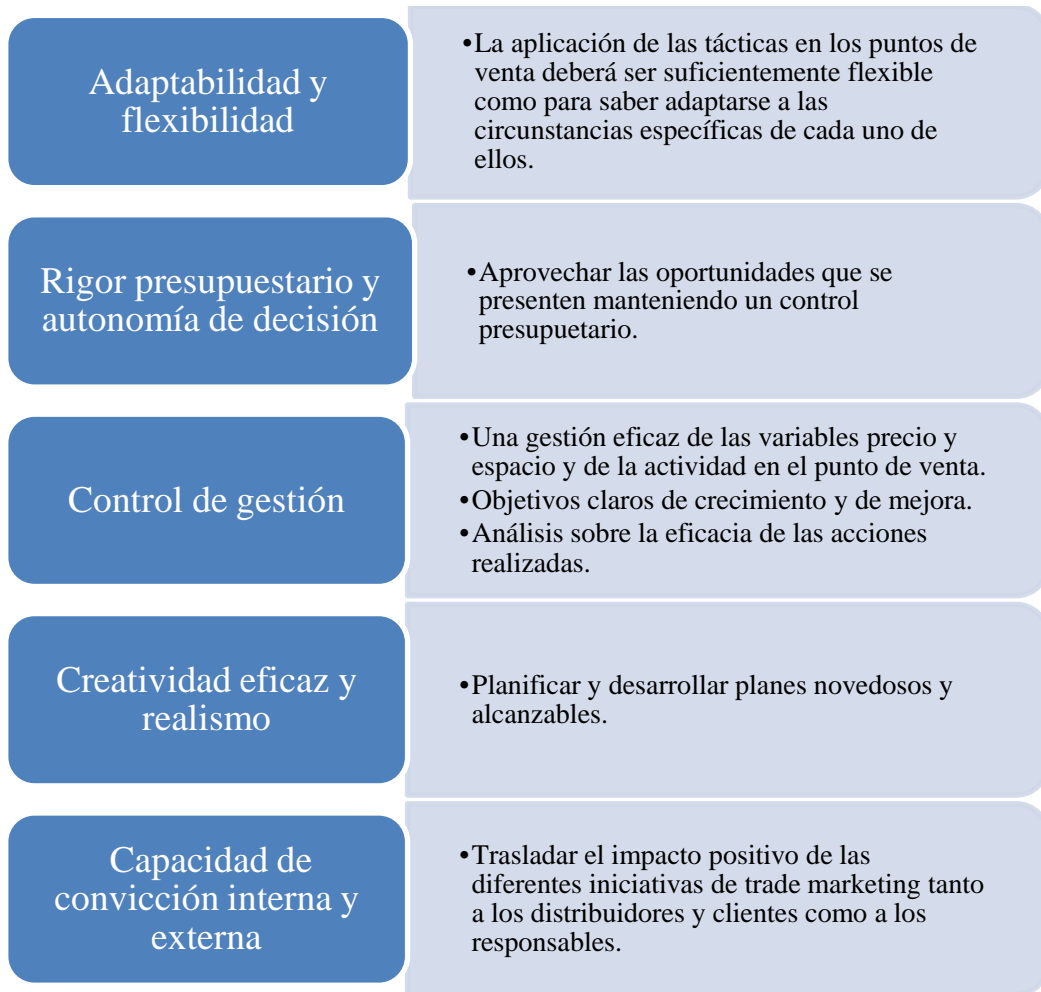 Adaptabilidad y
flexibilidad
•La aplicación de las tácticas en los puntos de
venta deberá ser suficientemente flexible
como para saber adaptarse a las
circunstancias específicas de cada uno de
ellos.
Rigor presupuestario y
autonomía de decisión
•Aprovechar las oportunidades que se
presenten manteniendo un control
presupuetario.
Control de gestión
•Una gestión eficaz de las variables precio y
espacio y de la actividad en el punto de venta.
•Objetivos claros de crecimiento y de mejora.
•Análisis sobre la eficacia de las acciones
realizadas.
Creatividad eficaz y
realismo
•Planificar y desarrollar planes novedosos y
alcanzables.
Capacidad de
convicción interna y
externa
•Trasladar el impacto positivo de las
diferentes iniciativas de trade marketing tanto
a los distribuidores y clientes como a los
responsables.